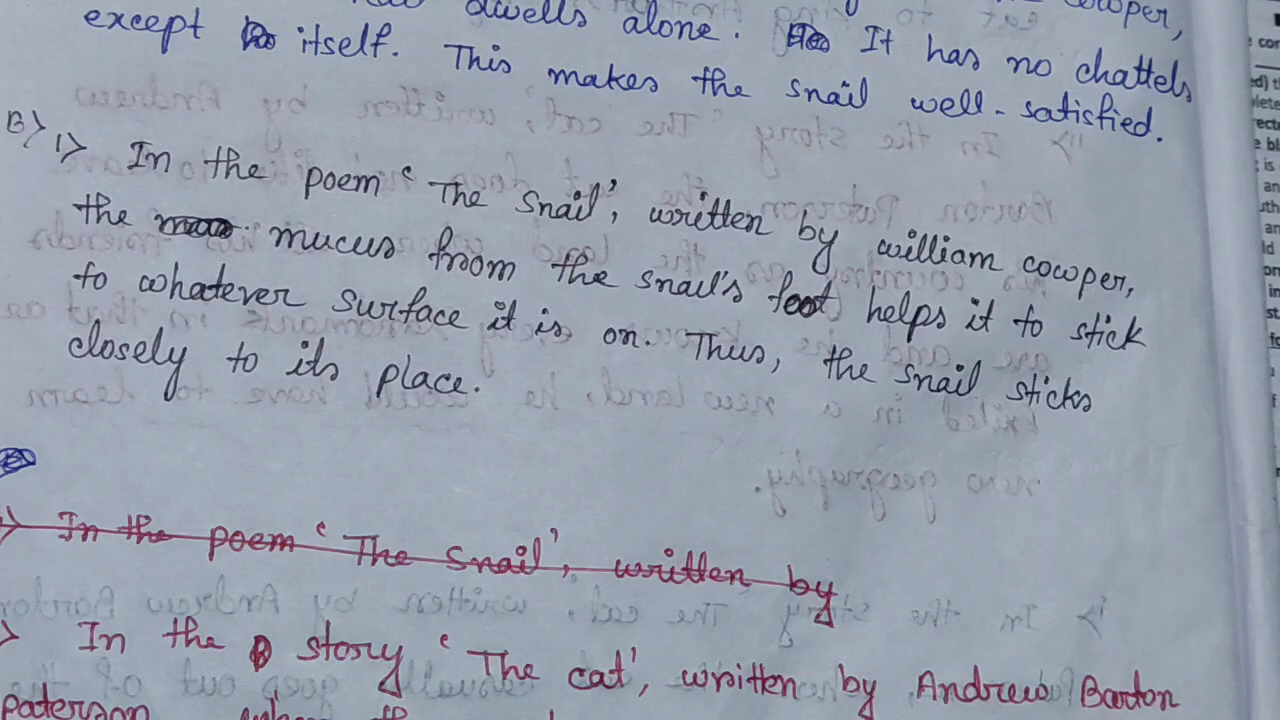 dwells alone. It has no chattels
except itself. This makes the snail well-satisfied.
B> 1> In the poem 'The Snail', written by william cowper,
the mucus from the snail's foot helps it to stick
to whatever surface it is on. Thus, the snail sticks
closely to its place.
In the poem 'The Snail', written by
In the story 'The cat', written by Andrew Barton
Paterson